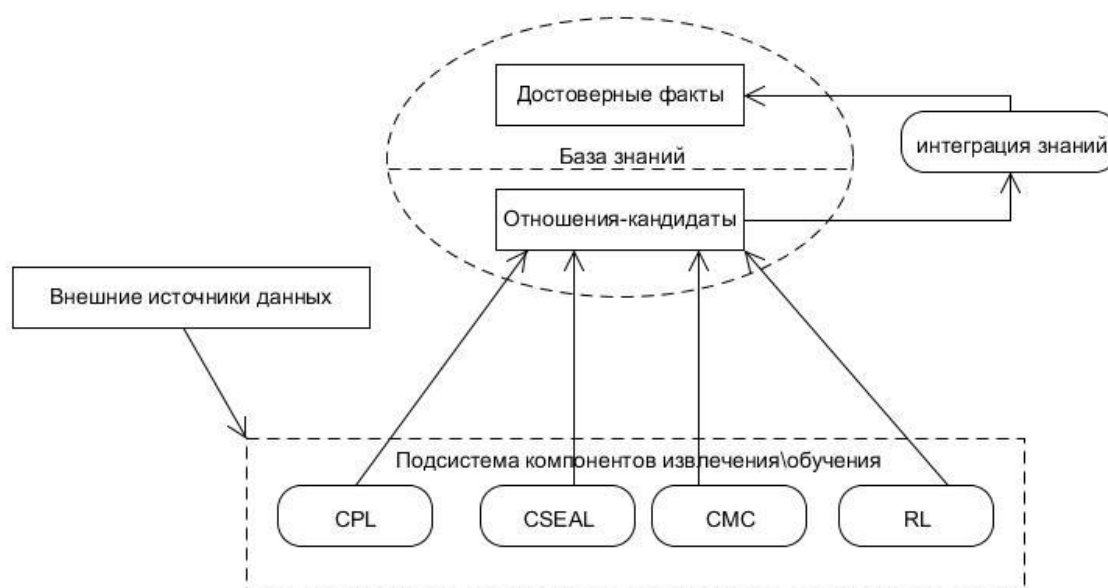 Достоверные факты
интеграция знаний
База знаний
Отношения-кандидаты
Внешние источники данных
Подсистема компонентов извлечения\обучения
CPL
CSEAL
CMC
RL